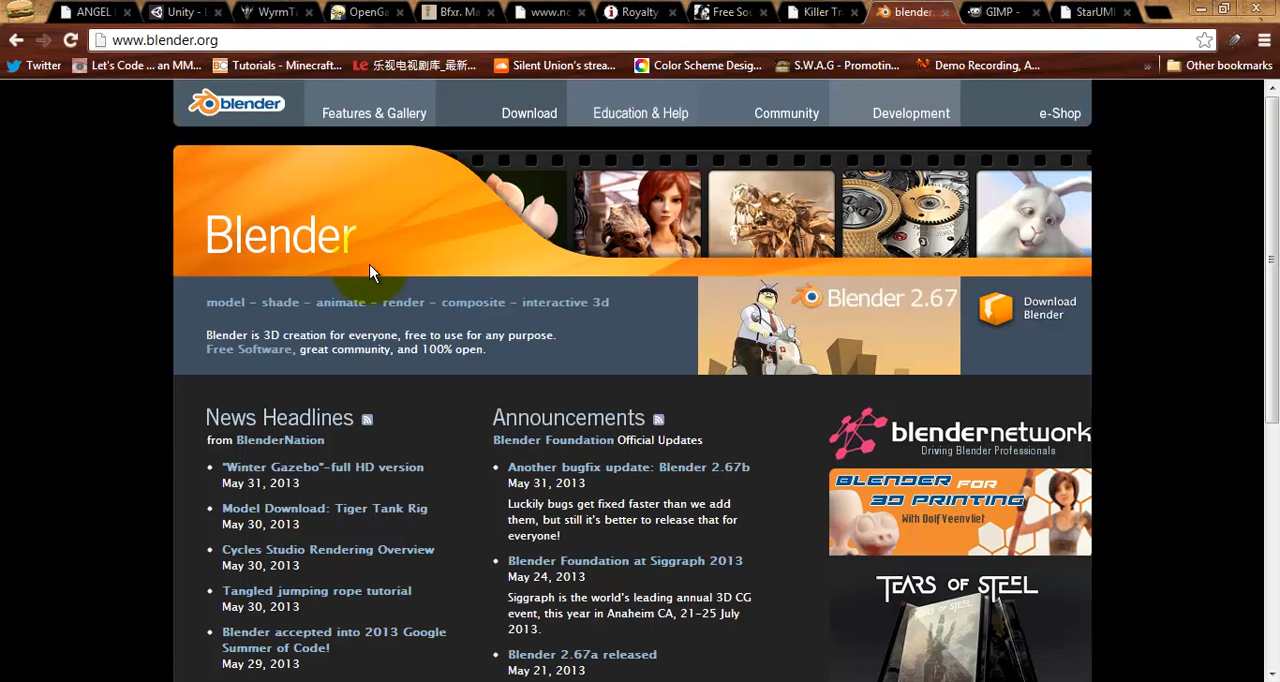 ANGEL
Unity -
WyrmT
OpenGa
Bfxr. Ma
www.no
Royalty
Free Sou
Killer Tr
blender.
GIMP -
StarUML
www.blender.org
Twitter
Let's Code ... an MM...
Tutorials - Minecraft...
乐视电视剧库_最新...
Silent Union's strea...
Color Scheme Desig...
S.W.A.G - Promotin...
Demo Recording, A...
»
Other bookmarks
blender
Features & Gallery
Download
Education & Help
Community
Development
e-Shop
Blender
model – shade – animate – render – composite – interactive 3d
Blender is 3D creation for everyone, free to use for any purpose.
Free Software, great community, and 100% open.
Blender 2.67
Download
Blender
News Headlines
from BlenderNation
"Winter Gazebo"-full HD version
May 31, 2013
Model Download: Tiger Tank Rig
May 30, 2013
Cycles Studio Rendering Overview
May 30, 2013
Tangled jumping rope tutorial
May 30, 2013
Blender accepted into 2013 Google
Summer of Code!
May 29, 2013
Announcements
Blender Foundation Official Updates
Another bugfix update: Blender 2.67b
May 31, 2013
Luckily bugs get fixed faster than we add
them, but still it's better to release that for
everyone!
Blender Foundation at Siggraph 2013
May 24, 2013
Siggraph is the world's leading annual 3D CG
event, this year in Anaheim CA, 21-25 July
2013.
Blender 2.67a released
May 21, 2013
blendernetwork
Driving Blender Professionals
BLENDER FOR
3D PRINTING
With Dolf Veenvliet
TEARS OF STEEL